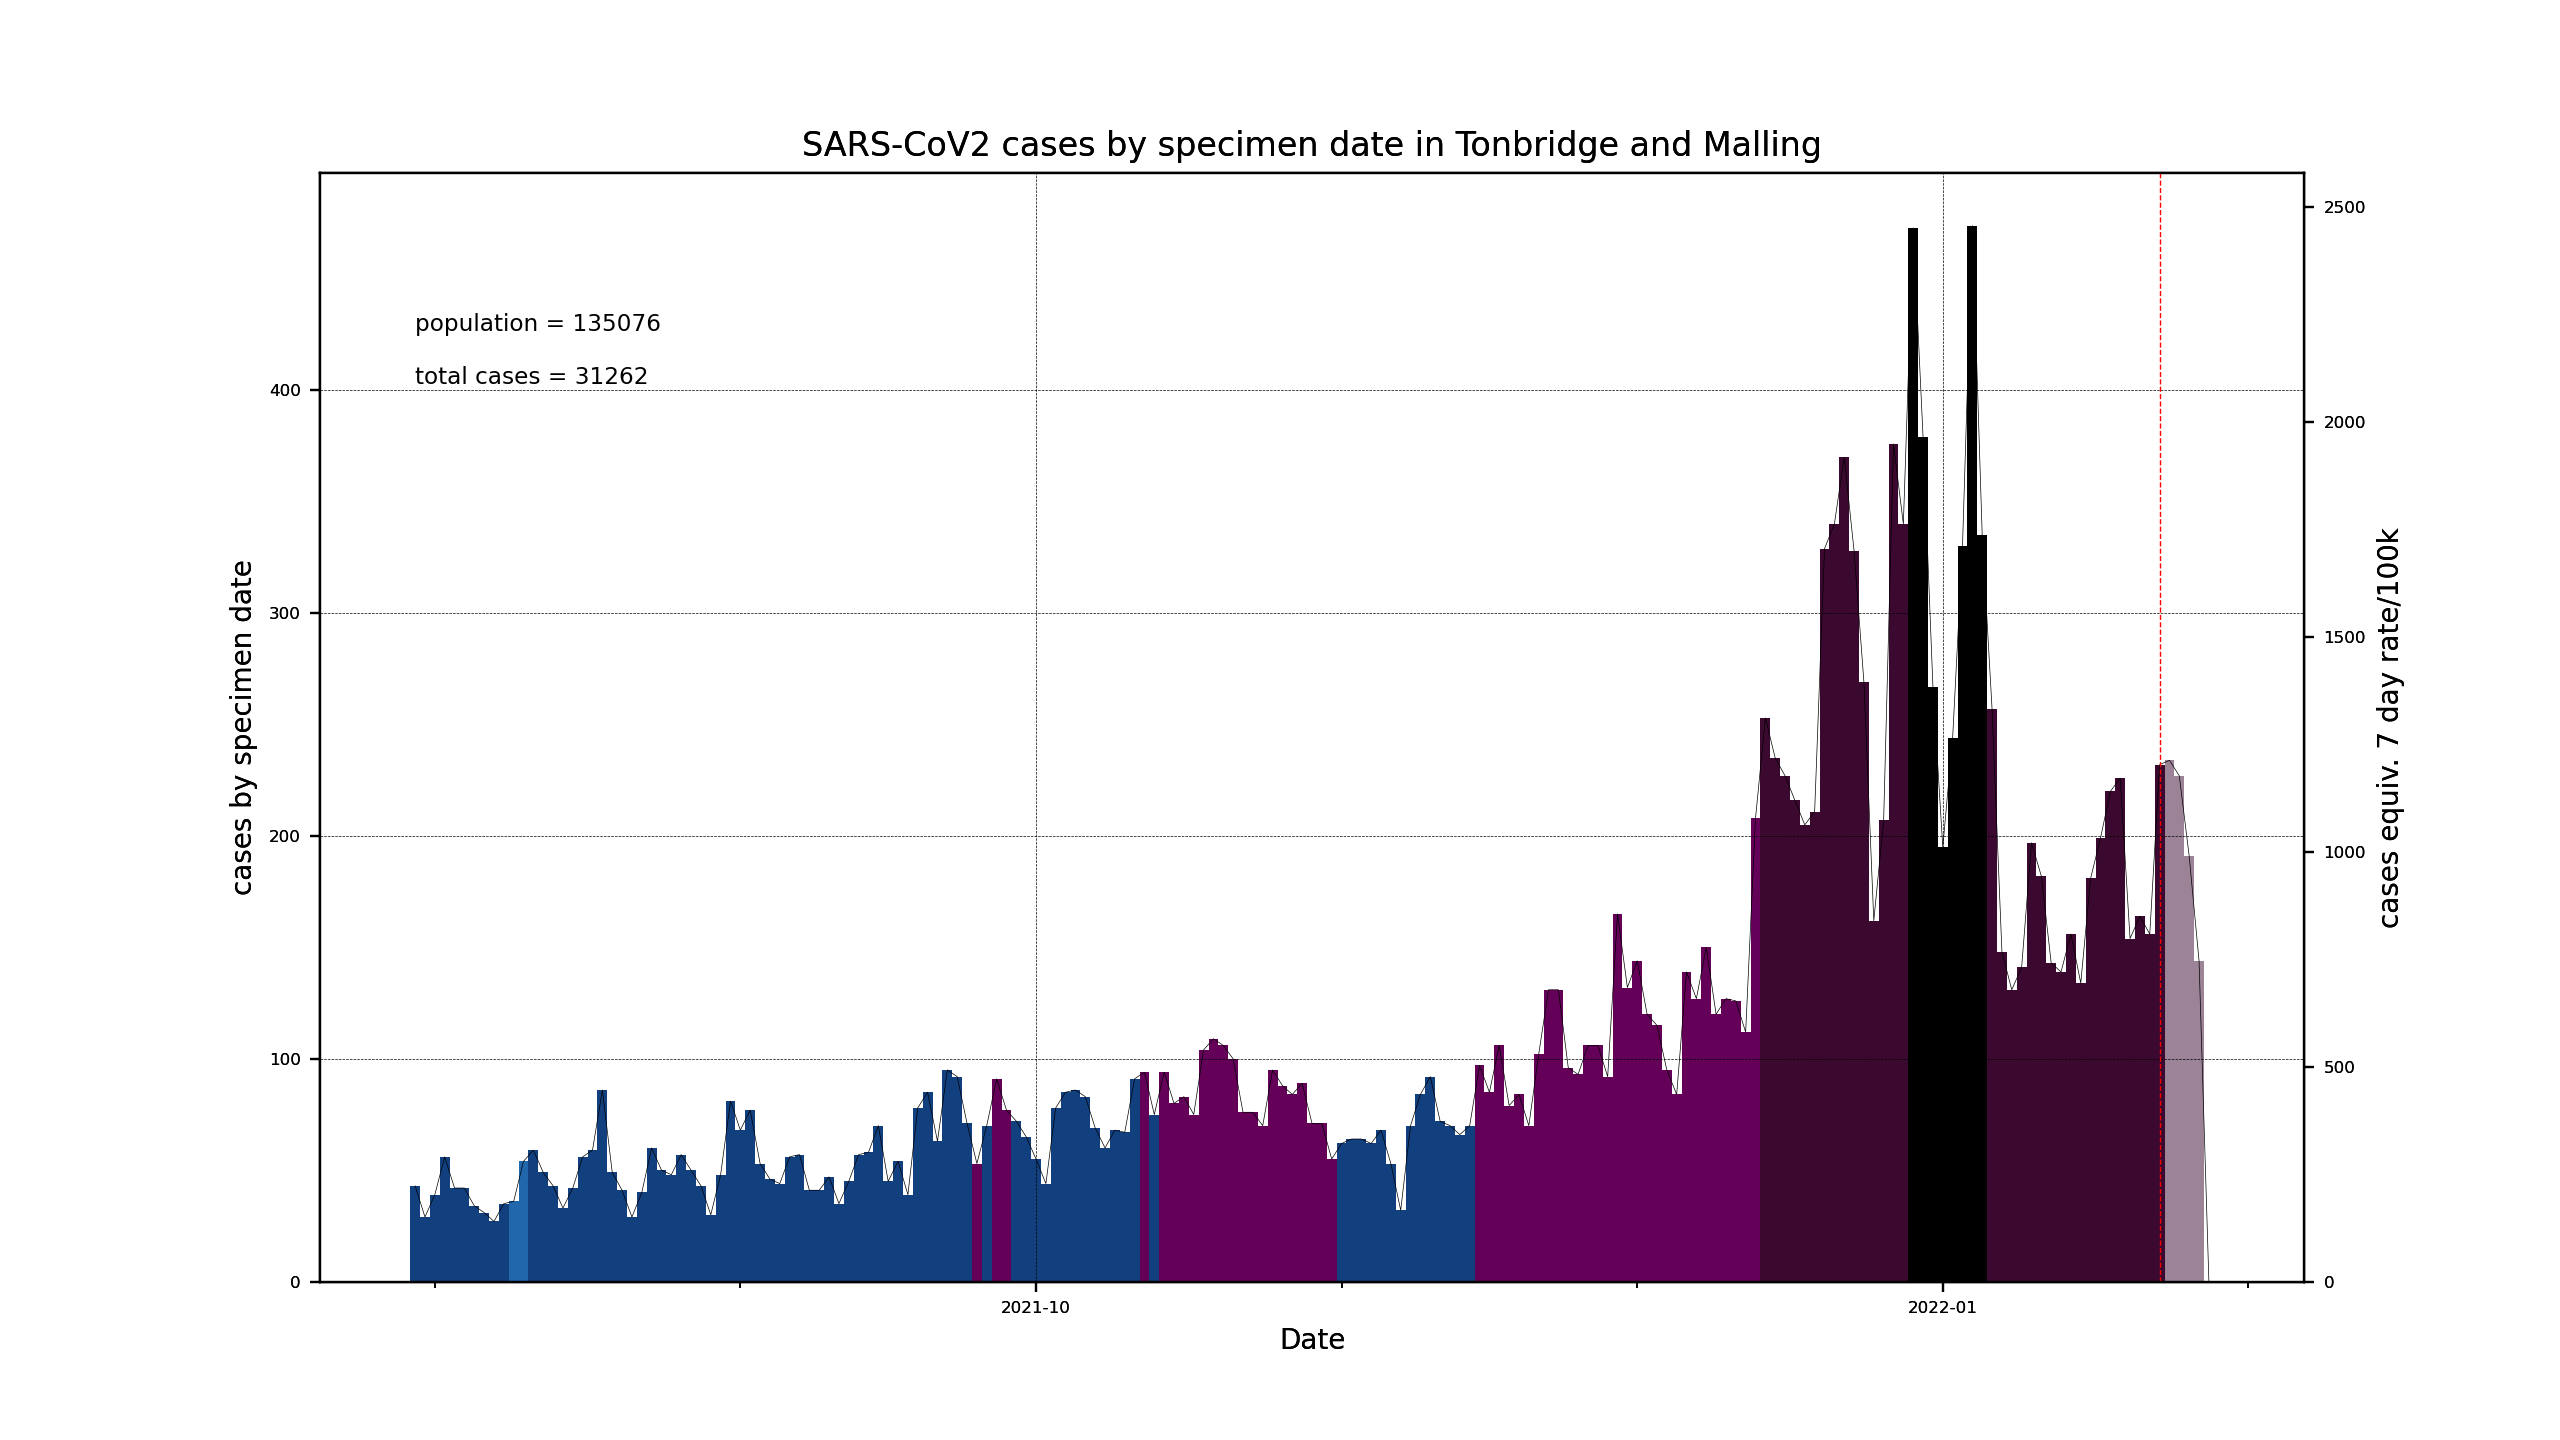 SARS-CoV2 cases by specimen date in Tonbridge and Malling
population = 135076
total cases = 31262
cases by specimen date
400
300
200
100
0
2500
2000
1500
1000
500
0
cases equiv. 7 day rate/100k
2021-10
2022-01
Date